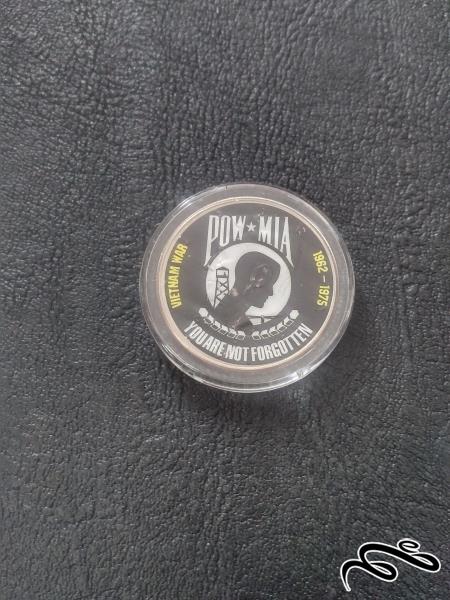 POW★MIA
VIETNAM WAR
1962 - 1975
YOU ARE NOT FORGOTTEN